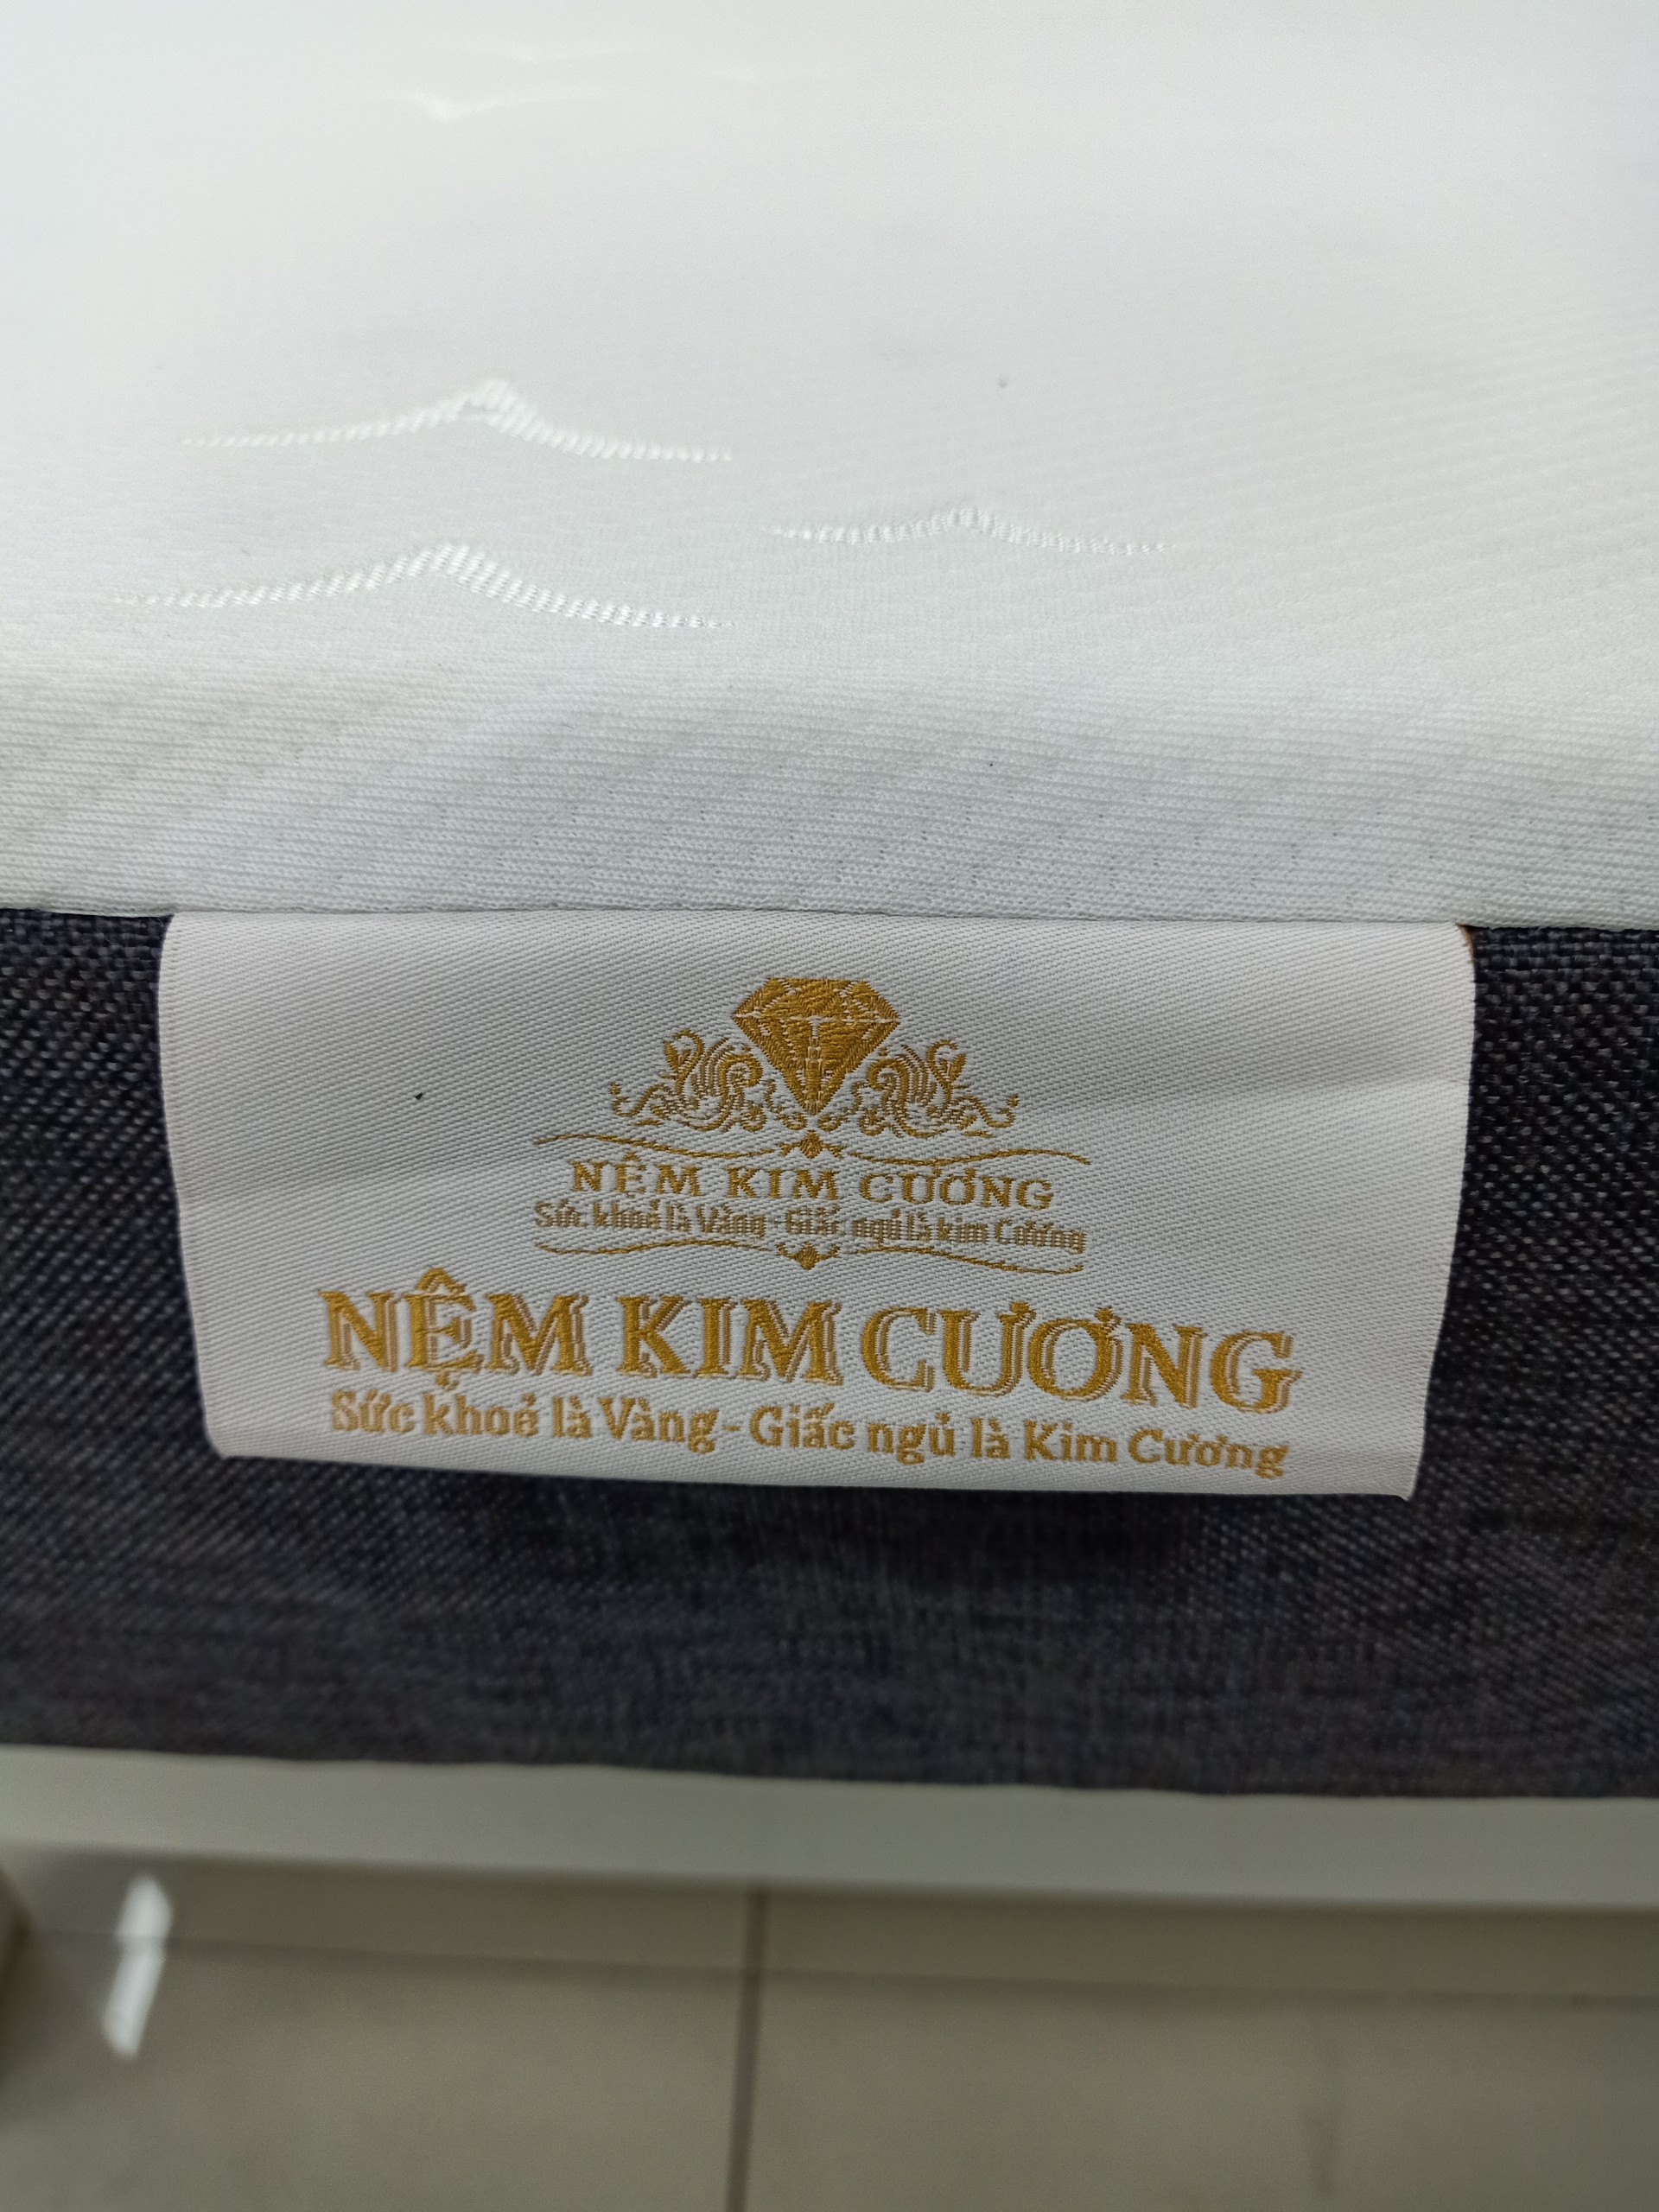 NỆM KIM CƯƠNG
Sức khoẻ là Vàng - Giấc ngủ là kim Cương
NỆM KIM CƯƠNG
Sức khoẻ là Vàng - Giấc ngủ là Kim Cương